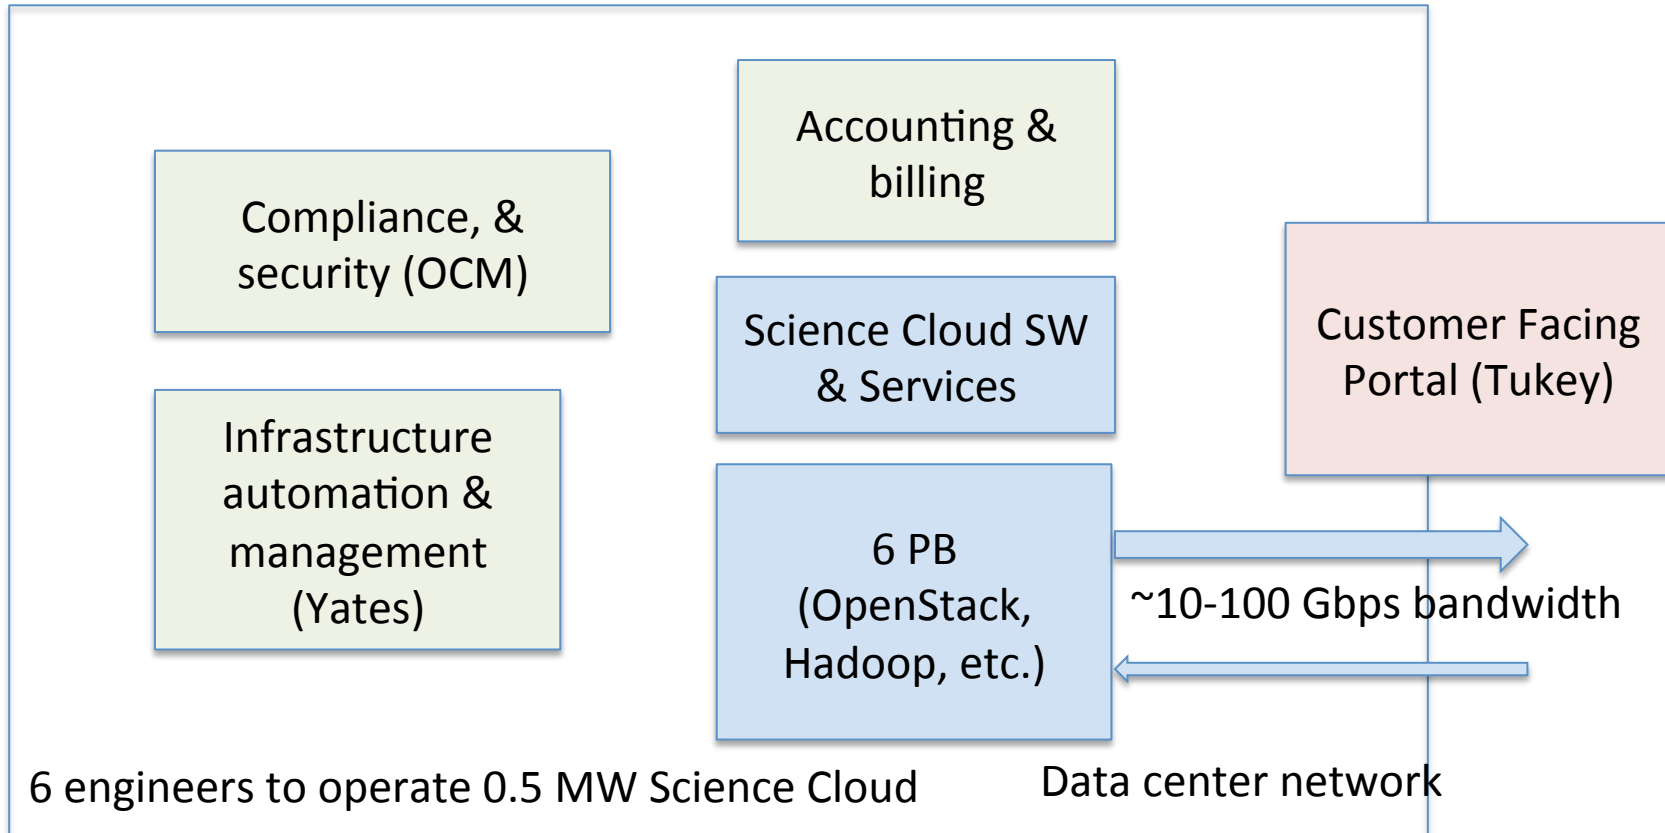 Accounting &
billing
Compliance, &
security (OCM)
Science Cloud SW
& Services
Customer Facing
Portal (Tukey)
Infrastructure
automation &
management
(Yates)
6 PB
(OpenStack,
Hadoop, etc.)
~10-100 Gbps bandwidth
6 engineers to operate 0.5 MW Science Cloud
Data center network